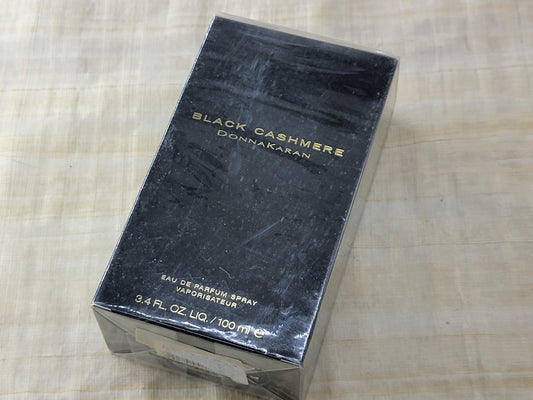 BLACK CASHMERE
DONNAKARAN
EAU DE PARFUM SPRAY
VAPORISATEUR
3.4 FL. OZ. LIQ. / 100 ml e